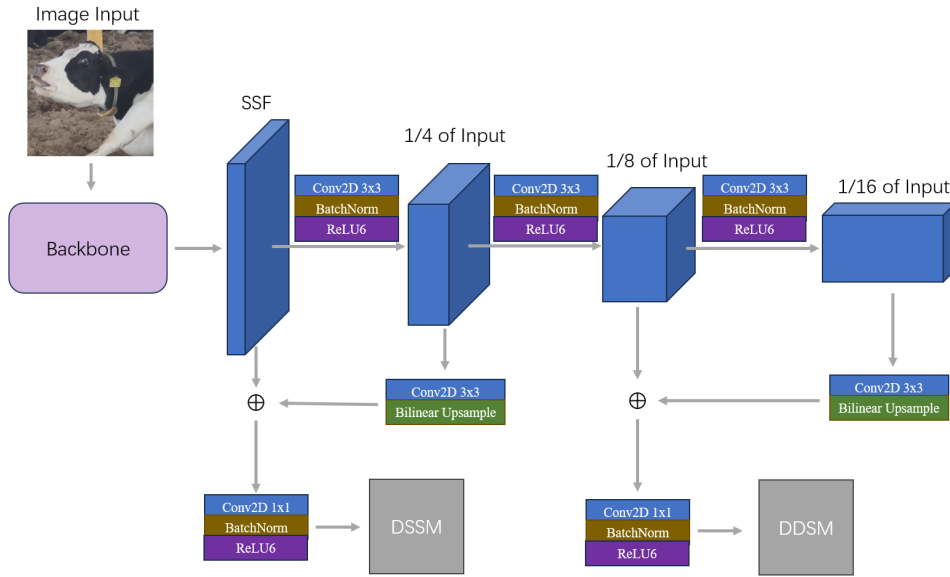 Image Input
SSF
1/4 of Input
1/8 of Input
1/16 of Input
Conv2D 3x3
BatchNorm
ReLU6
Conv2D 3x3
BatchNorm
ReLU6
Conv2D 3x3
BatchNorm
ReLU6
Backbone
Conv2D 3x3
Bilinear Upsample
Conv2D 3x3
Bilinear Upsample
Conv2D 1x1
BatchNorm
ReLU6
DSSM
Conv2D 1x1
BatchNorm
ReLU6
DDSM